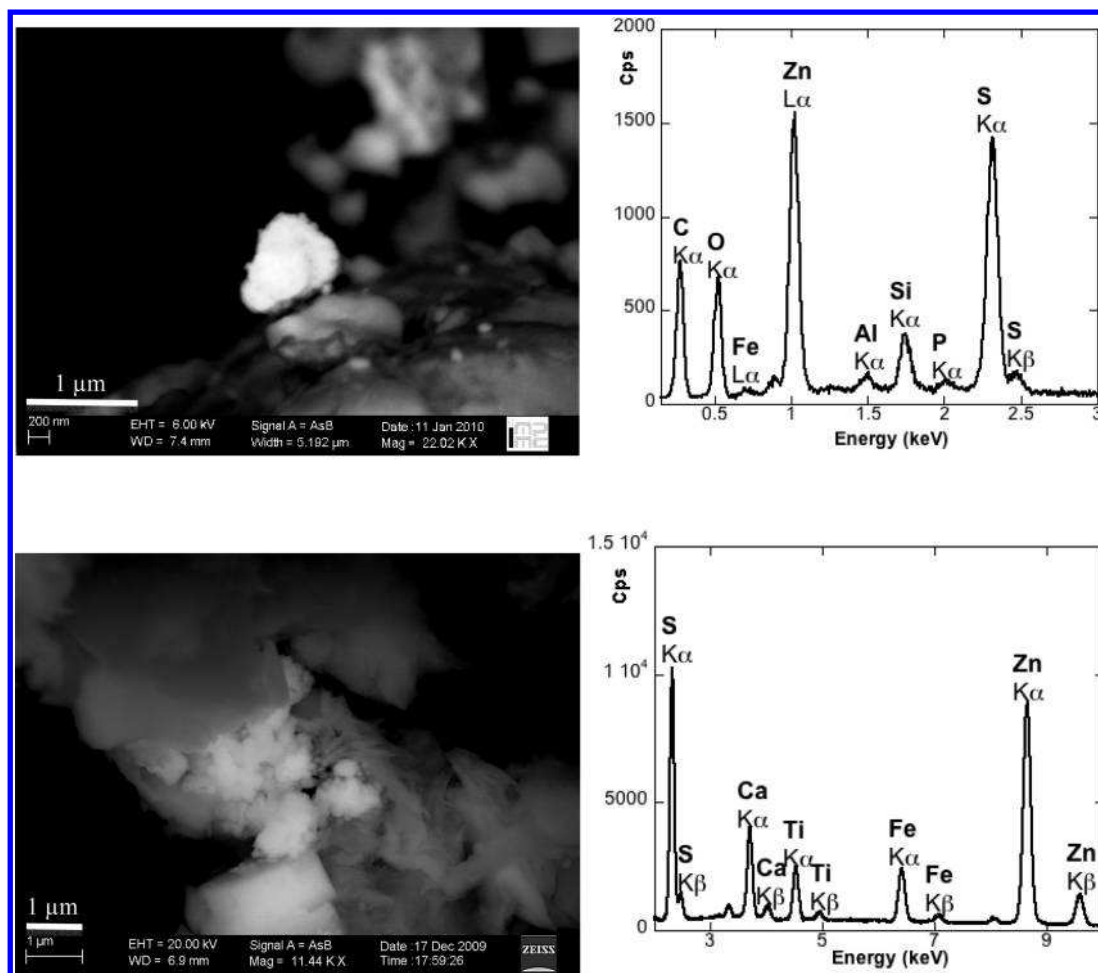 1 µm
200 nm
EHT = 6.00 kV
WD = 7.4 mm
Signal A = AsB
Width = 5.192 µm
Date :11 Jan 2010
Mag = 22.02 K X
2000
1500
1000
500
0
Cps
C
Kα
O
Kα
Fe
Lα
Zn
Lα
Al
Kα
Si
Kα
P
Kα
S
Kα
S
Kβ
0.5
1
1.5
2
2.5
3
Energy (keV)
1 µm
1 µm
EHT = 20.00 kV
WD = 6.9 mm
Signal A = AsB
Mag = 11.44 K X
Date :17 Dec 2009
Time :17:59:26
ZEISS
1.5 10⁴
1 10⁴
5000
0
Cps
S
Kα
S
Kβ
Ca
Kα
Ca
Kβ
Ti
Kα
Ti
Kβ
Fe
Kα
Fe
Kβ
Zn
Kα
Zn
Kβ
3
5
7
9
Energy (keV)